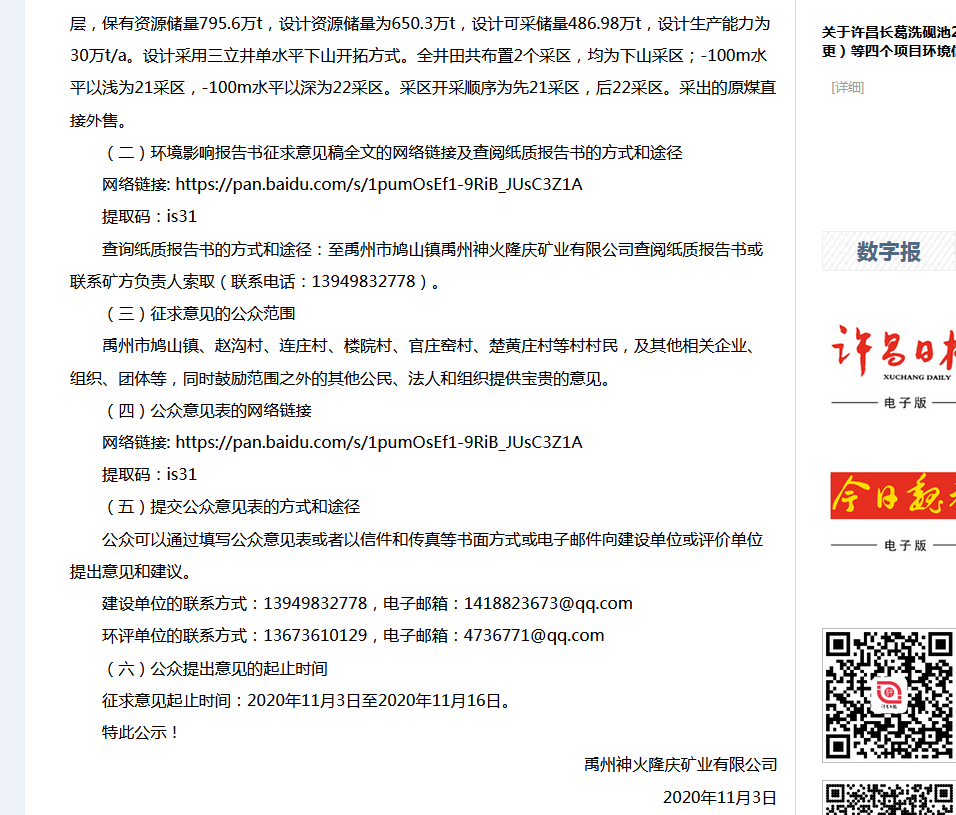 层，保有资源储量795.6万t，设计资源储量为650.3万t，设计可采储量486.98万t，设计生产能力为
30万t/a。设计采用三立井单水平下山开拓方式。全井田共布置2个采区，均为下山采区；-100m水
平以浅为21采区，-100m水平以深为22采区。采区开采顺序为先21采区，后22采区。采出的原煤直
接外售。
（二）环境影响报告书征求意见稿全文的网络链接及查阅纸质报告书的方式和途径
网络链接: https://pan.baidu.com/s/1pumOsEf1-9RiB_JUsC3Z1A
提取码：is31
查询纸质报告书的方式和途径：至禹州市鸠山镇禹州神火隆庆矿业有限公司查阅纸质报告书或
联系矿方负责人索取（联系电话：13949832778）。
（三）征求意见的公众范围
禹州市鸠山镇、赵沟村、连庄村、楼院村、官庄窑村、楚黄庄村等村村民，及其他相关企业、
组织、团体等，同时鼓励范围之外的其他公民、法人和组织提供宝贵的意见。
（四）公众意见表的网络链接
网络链接: https://pan.baidu.com/s/1pumOsEf1-9RiB_JUsC3Z1A
提取码：is31
（五）提交公众意见表的方式和途径
公众可以通过填写公众意见表或者以信件和传真等书面方式或电子邮件向建设单位或评价单位
提出意见和建议。
建设单位的联系方式：13949832778，电子邮箱：1418823673@qq.com
环评单位的联系方式：13673610129，电子邮箱：4736771@qq.com
（六）公众提出意见的起止时间
征求意见起止时间：2020年11月3日至2020年11月16日。
特此公示！
禹州神火隆庆矿业有限公司
2020年11月3日
关于许昌长葛洗砚池2
更）等四个项目环境
[详细]
数字报
许昌日报
XUCHANG DAILY
电子版
今日魏
电子版